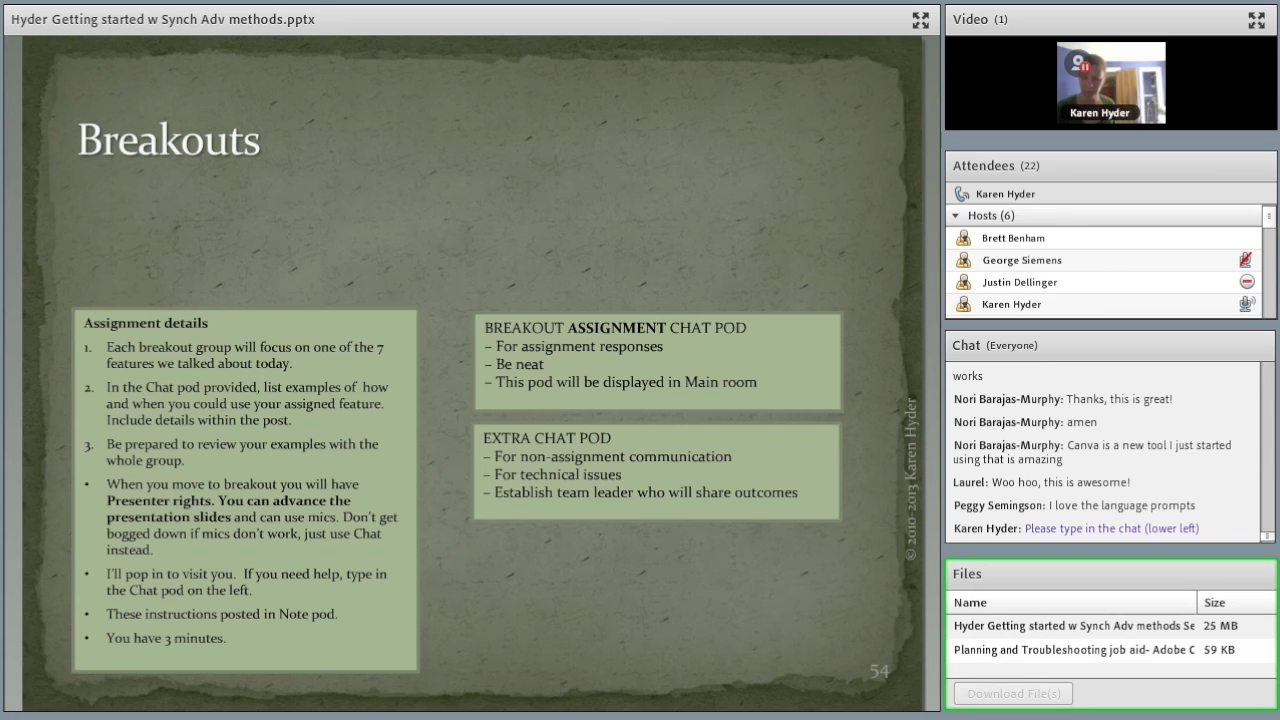 Hyder Getting started w Synch Adv methods.pptx
Breakouts
Assignment details
1. Each breakout group will focus on one of the 7
features we talked about today.
2. In the Chat pod provided, list examples of how
and when you could use your assigned feature.
Include details within the post.
3. Be prepared to review your examples with the
whole group.
• When you move to breakout you will have
Presenter rights. You can advance the
presentation slides and can use mics. Don't get
bogged down if mics don't work, just use Chat
instead.
• I'll pop in to visit you. If you need help, type in
the Chat pod on the left.
• These instructions posted in Note pod.
• You have 3 minutes.
BREAKOUT ASSIGNMENT CHAT POD
– For assignment responses
– Be neat
– This pod will be displayed in Main room
EXTRA CHAT POD
– For non-assignment communication
– For technical issues
– Establish team leader who will share outcomes
© 2010-2013 Karen Hyder
54
Video (1)
Karen Hyder
Attendees (22)
Karen Hyder
Hosts (6)
Brett Benham
George Siemens
Justin Dellinger
Karen Hyder
Chat (Everyone)
works
Nori Barajas-Murphy: Thanks, this is great!
Nori Barajas-Murphy: amen
Nori Barajas-Murphy: Canva is a new tool I just started
using that is amazing
Laurel: Woo hoo, this is awesome!
Peggy Semingson: I love the language prompts
Karen Hyder: Please type in the chat (lower left)
Files
Name Size
Hyder Getting started w Synch Adv methods Se 25 MB
Planning and Troubleshooting job aid- Adobe C 59 KB
Download File(s)